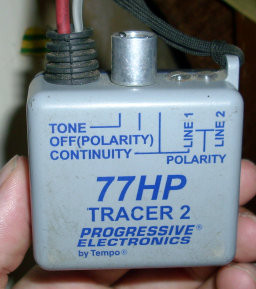 TONE
OFF(POLARITY)
CONTINUITY
LINE 1
LINE 2
POLARITY
77HP
TRACER 2
PROGRESSIVE®
ELECTRONICS
by Tempo®